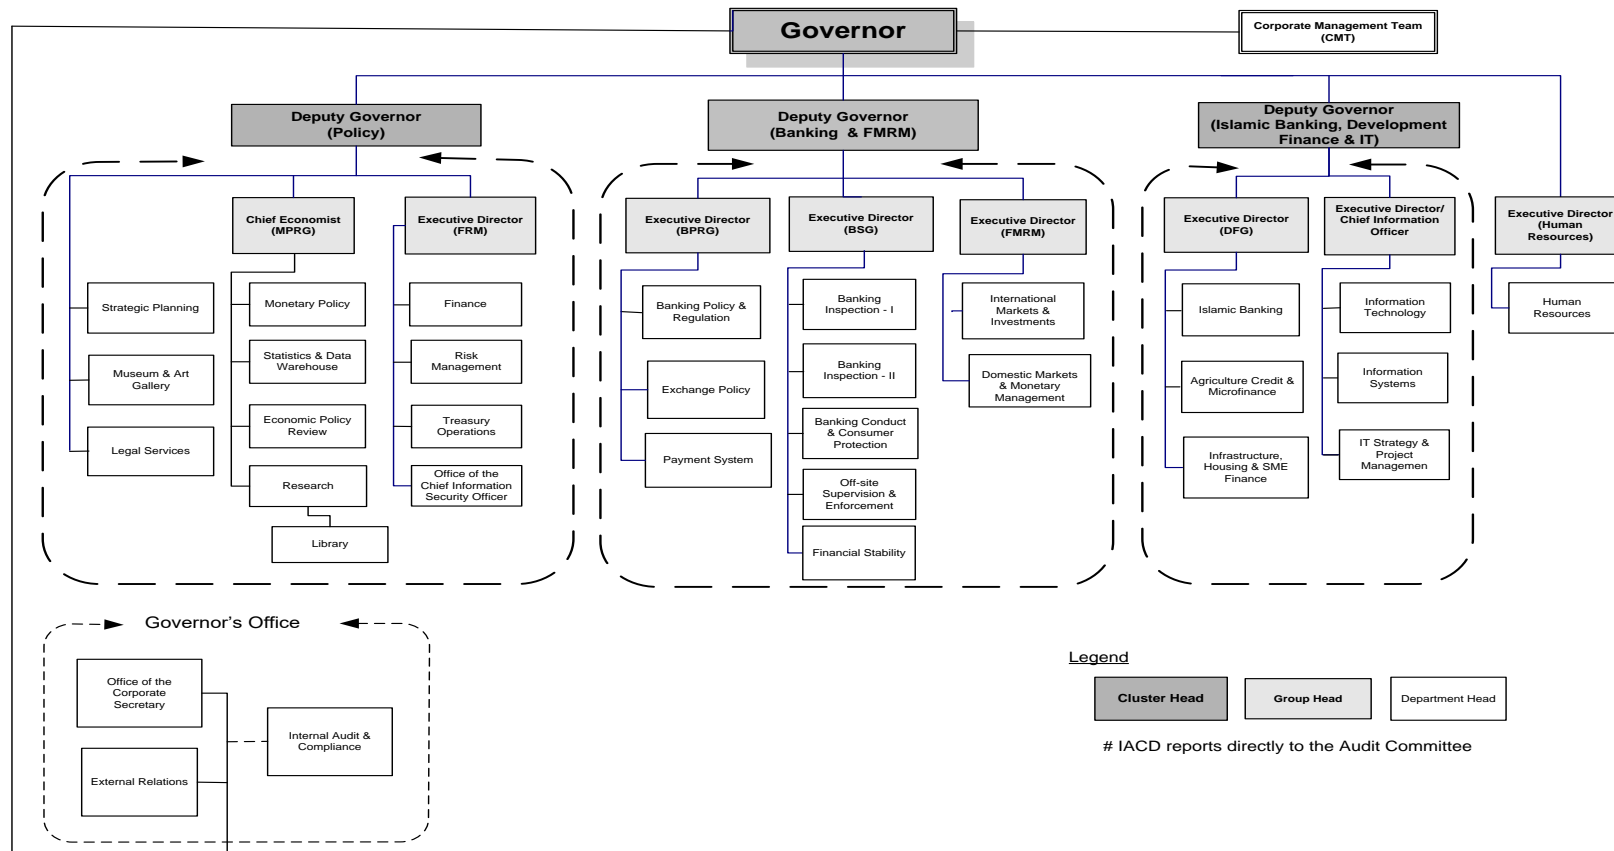 Governor
Corporate Management Team
(CMT)
Deputy Governor
(Policy)
Deputy Governor
(Banking & FMRM)
Deputy Governor
(Islamic Banking, Development
Finance & IT)
Chief Economist
(MPRG)
Executive Director
(FRM)
Executive Director
(BPRG)
Executive Director
(BSG)
Executive Director
(FMRM)
Executive Director
(DFG)
Executive Director/
Chief Information
Officer
Executive Director
(Human
Resources)
Strategic Planning
Museum & Art
Gallery
Legal Services
Monetary Policy
Statistics & Data
Warehouse
Economic Policy
Review
Research
Library
Finance
Risk
Management
Treasury
Operations
Office of the
Chief Information
Security Officer
Banking Policy &
Regulation
Exchange Policy
Payment System
Banking
Inspection - I
Banking
Inspection - II
Banking Conduct
& Consumer
Protection
Off-site
Supervision &
Enforcement
Financial Stability
International
Markets &
Investments
Domestic Markets
& Monetary
Management
Islamic Banking
Agriculture Credit &
Microfinance
Infrastructure,
Housing & SME
Finance
Information
Technology
Information
Systems
IT Strategy &
Project
Managemen
Human
Resources
Governor's Office
Office of the
Corporate
Secretary
External Relations
Internal Audit &
Compliance
Legend
Cluster Head
Group Head
Department Head
# IACD reports directly to the Audit Committee